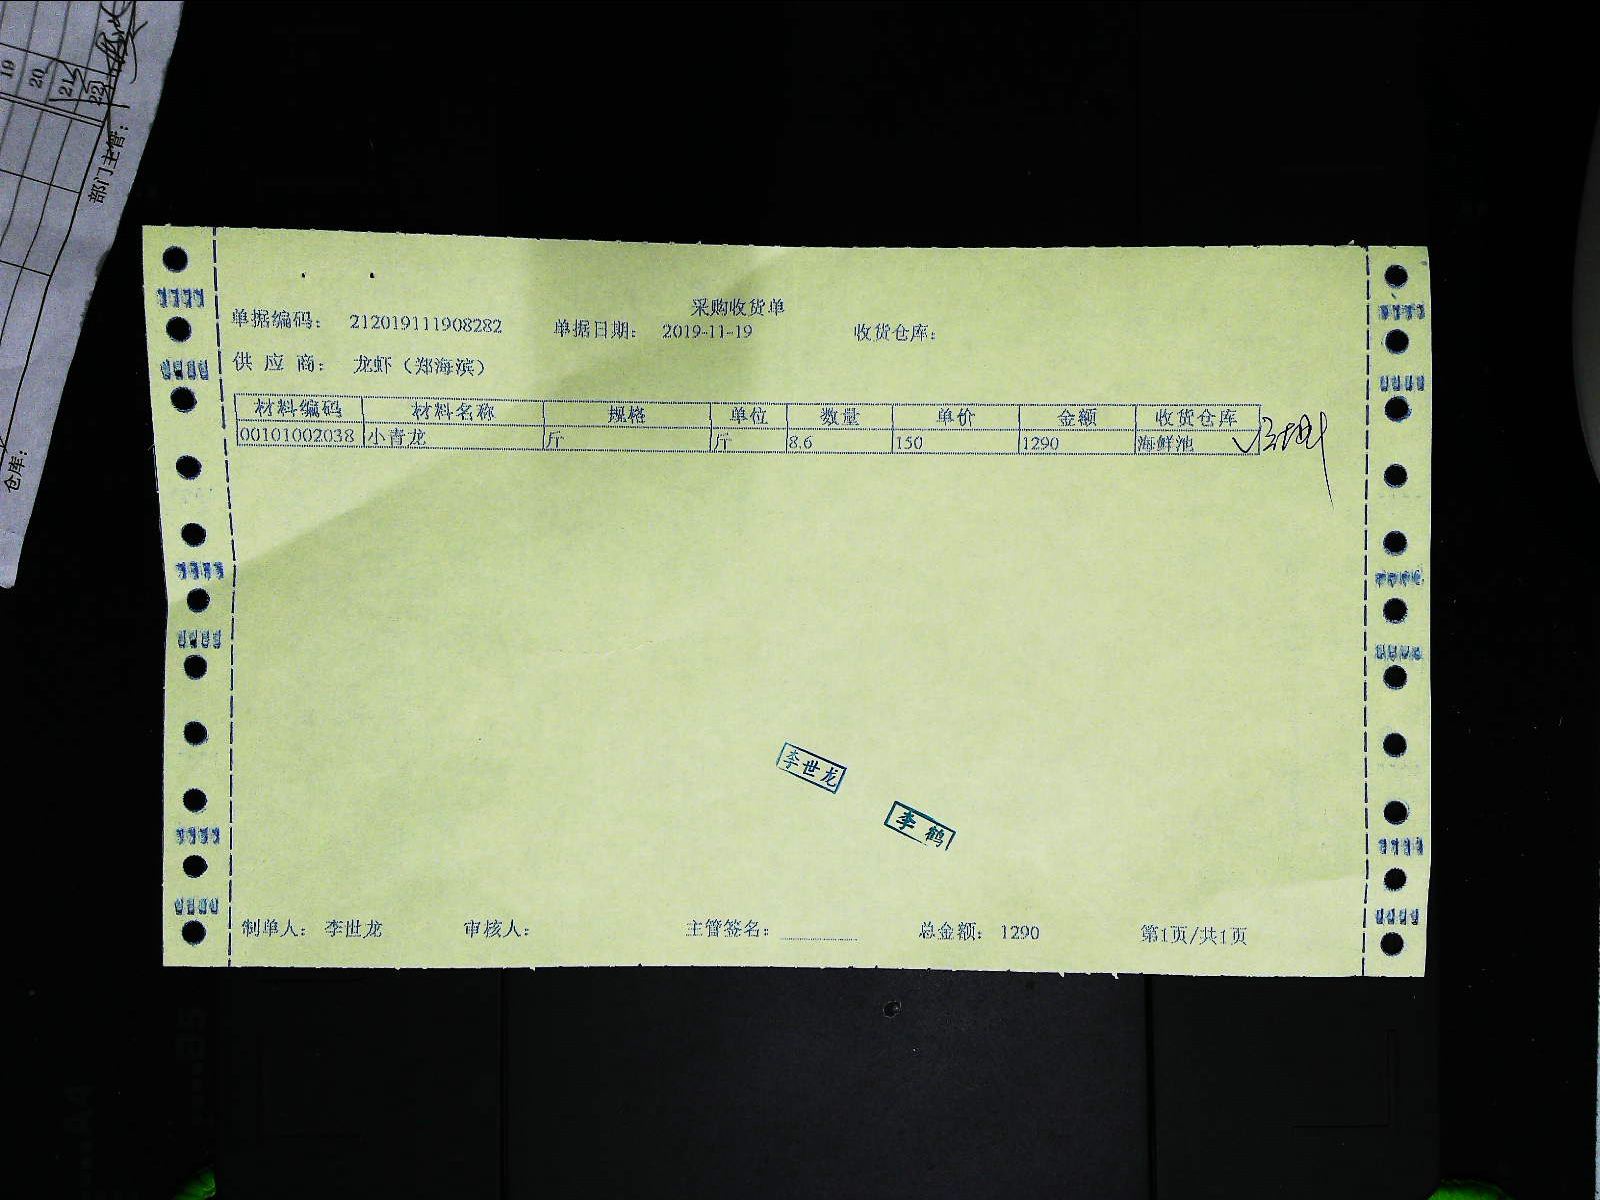 19
20
21
22
部门主管:
仓库:
采购收货单
单据编码: 212019111908282 单据日期: 2019-11-19 收货仓库:
供 应 商: 龙虾（郑海滨）
材料编码 材料名称 规格 单位 数量 单价 金额 收货仓库
00101002038 小青龙 斤 斤 8.6 150 1290 海鲜池
李世龙
李鹤
制单人: 李世龙 审核人: 主管签名: 总金额: 1290 第1页/共1页